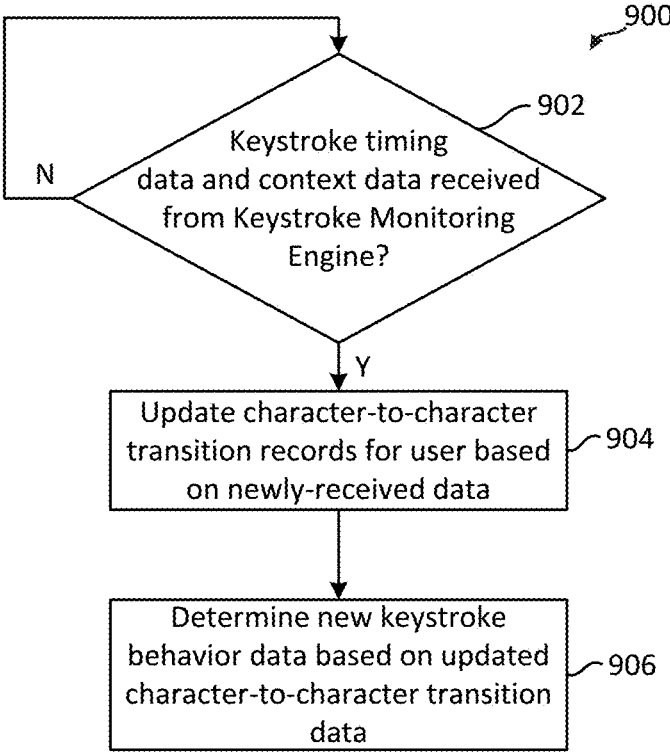 900
902
Keystroke timing
data and context data received
from Keystroke Monitoring
Engine?
N
Y
Update character-to-character
transition records for user based
on newly-received data
904
Determine new keystroke
behavior data based on updated
character-to-character transition
data
906